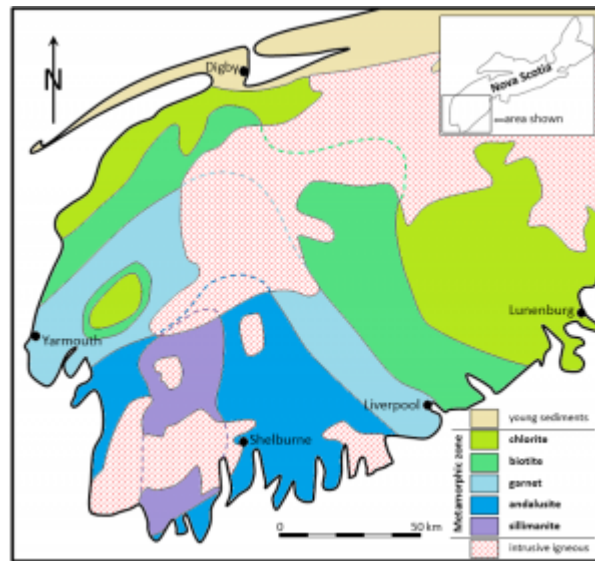 N
Digby
Nova Scotia
area shown
Yarmouth
Lunenburg
Liverpool
Shelburne
0
50 km
Metamorphic zone
young sediments
chlorite
biotite
garnet
andalusite
sillimanite
intrusive igneous